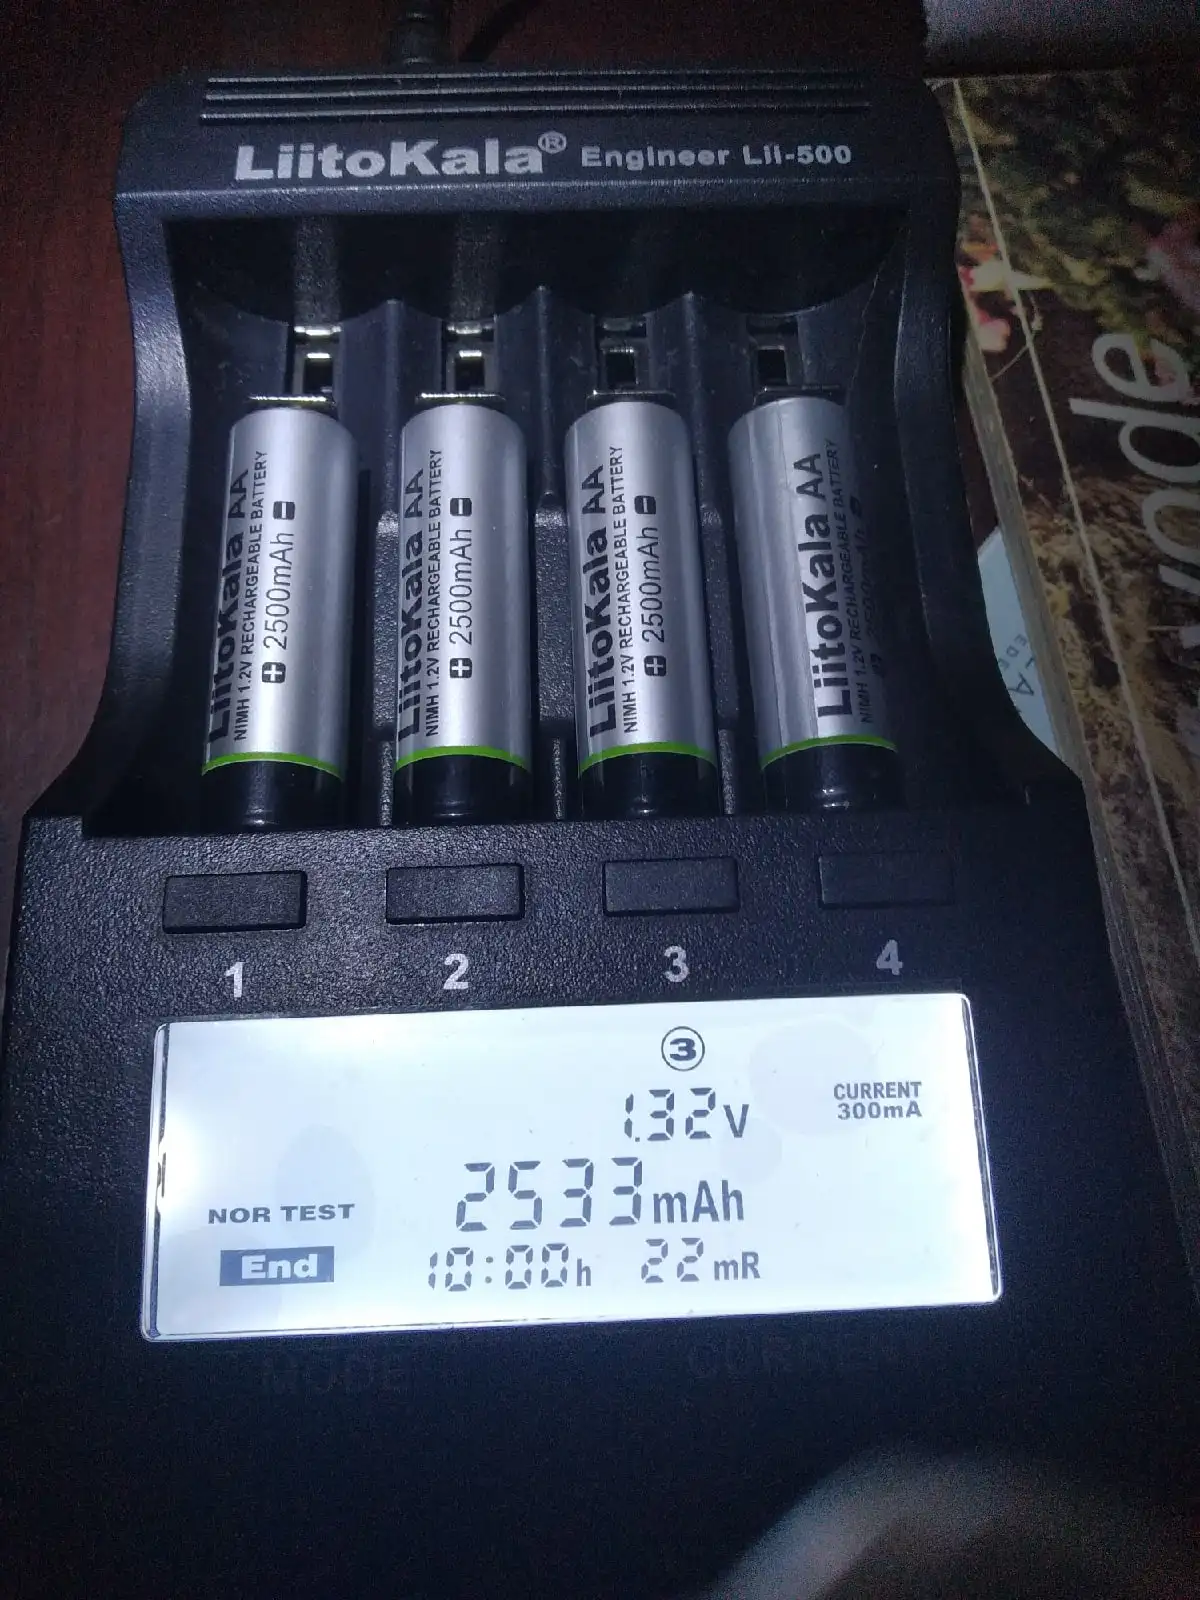 LiitoKala® Engineer Lii-500
LiitoKala AA
NIMH 1.2V RECHARGEABLE BATTERY
+ 2500mAh -
LiitoKala AA
NIMH 1.2V RECHARGEABLE BATTERY
+ 2500mAh -
LiitoKala AA
NIMH 1.2V RECHARGEABLE BATTERY
+ 2500mAh -
LiitoKala AA
NIMH 1.2V RECHARGEABLE BATTERY
1 2 3 4
3
1.32V
CURRENT
300mA
2533mAh
NOR TEST
End
10:00h 22mR
MODE